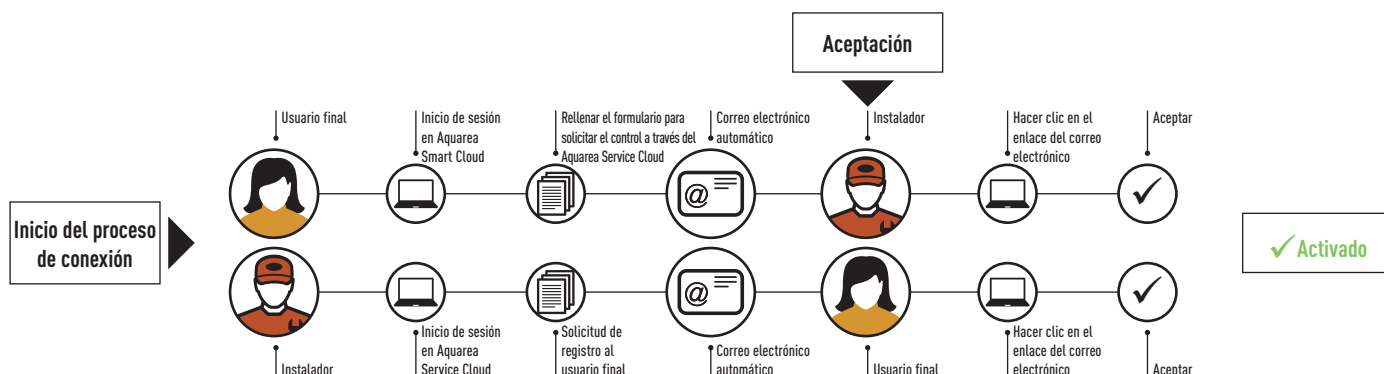 Aceptación
Usuario final
Inicio de sesión
en Aquarea
Smart Cloud
Rellenar el formulario para
solicitar el control a través del
Aquarea Service Cloud
Correo electrónico
automático
Instalador
Hacer clic en el
enlace del correo
electrónico
Aceptar
@
Inicio del proceso
de conexión
Activado
@
Instalador
Inicio de sesión
en Aquarea
Service Cloud
Solicitud de
registro al
usuario final
Correo electrónico
automático
Usuario final
Hacer clic en el
enlace del correo
electrónico
Aceptar